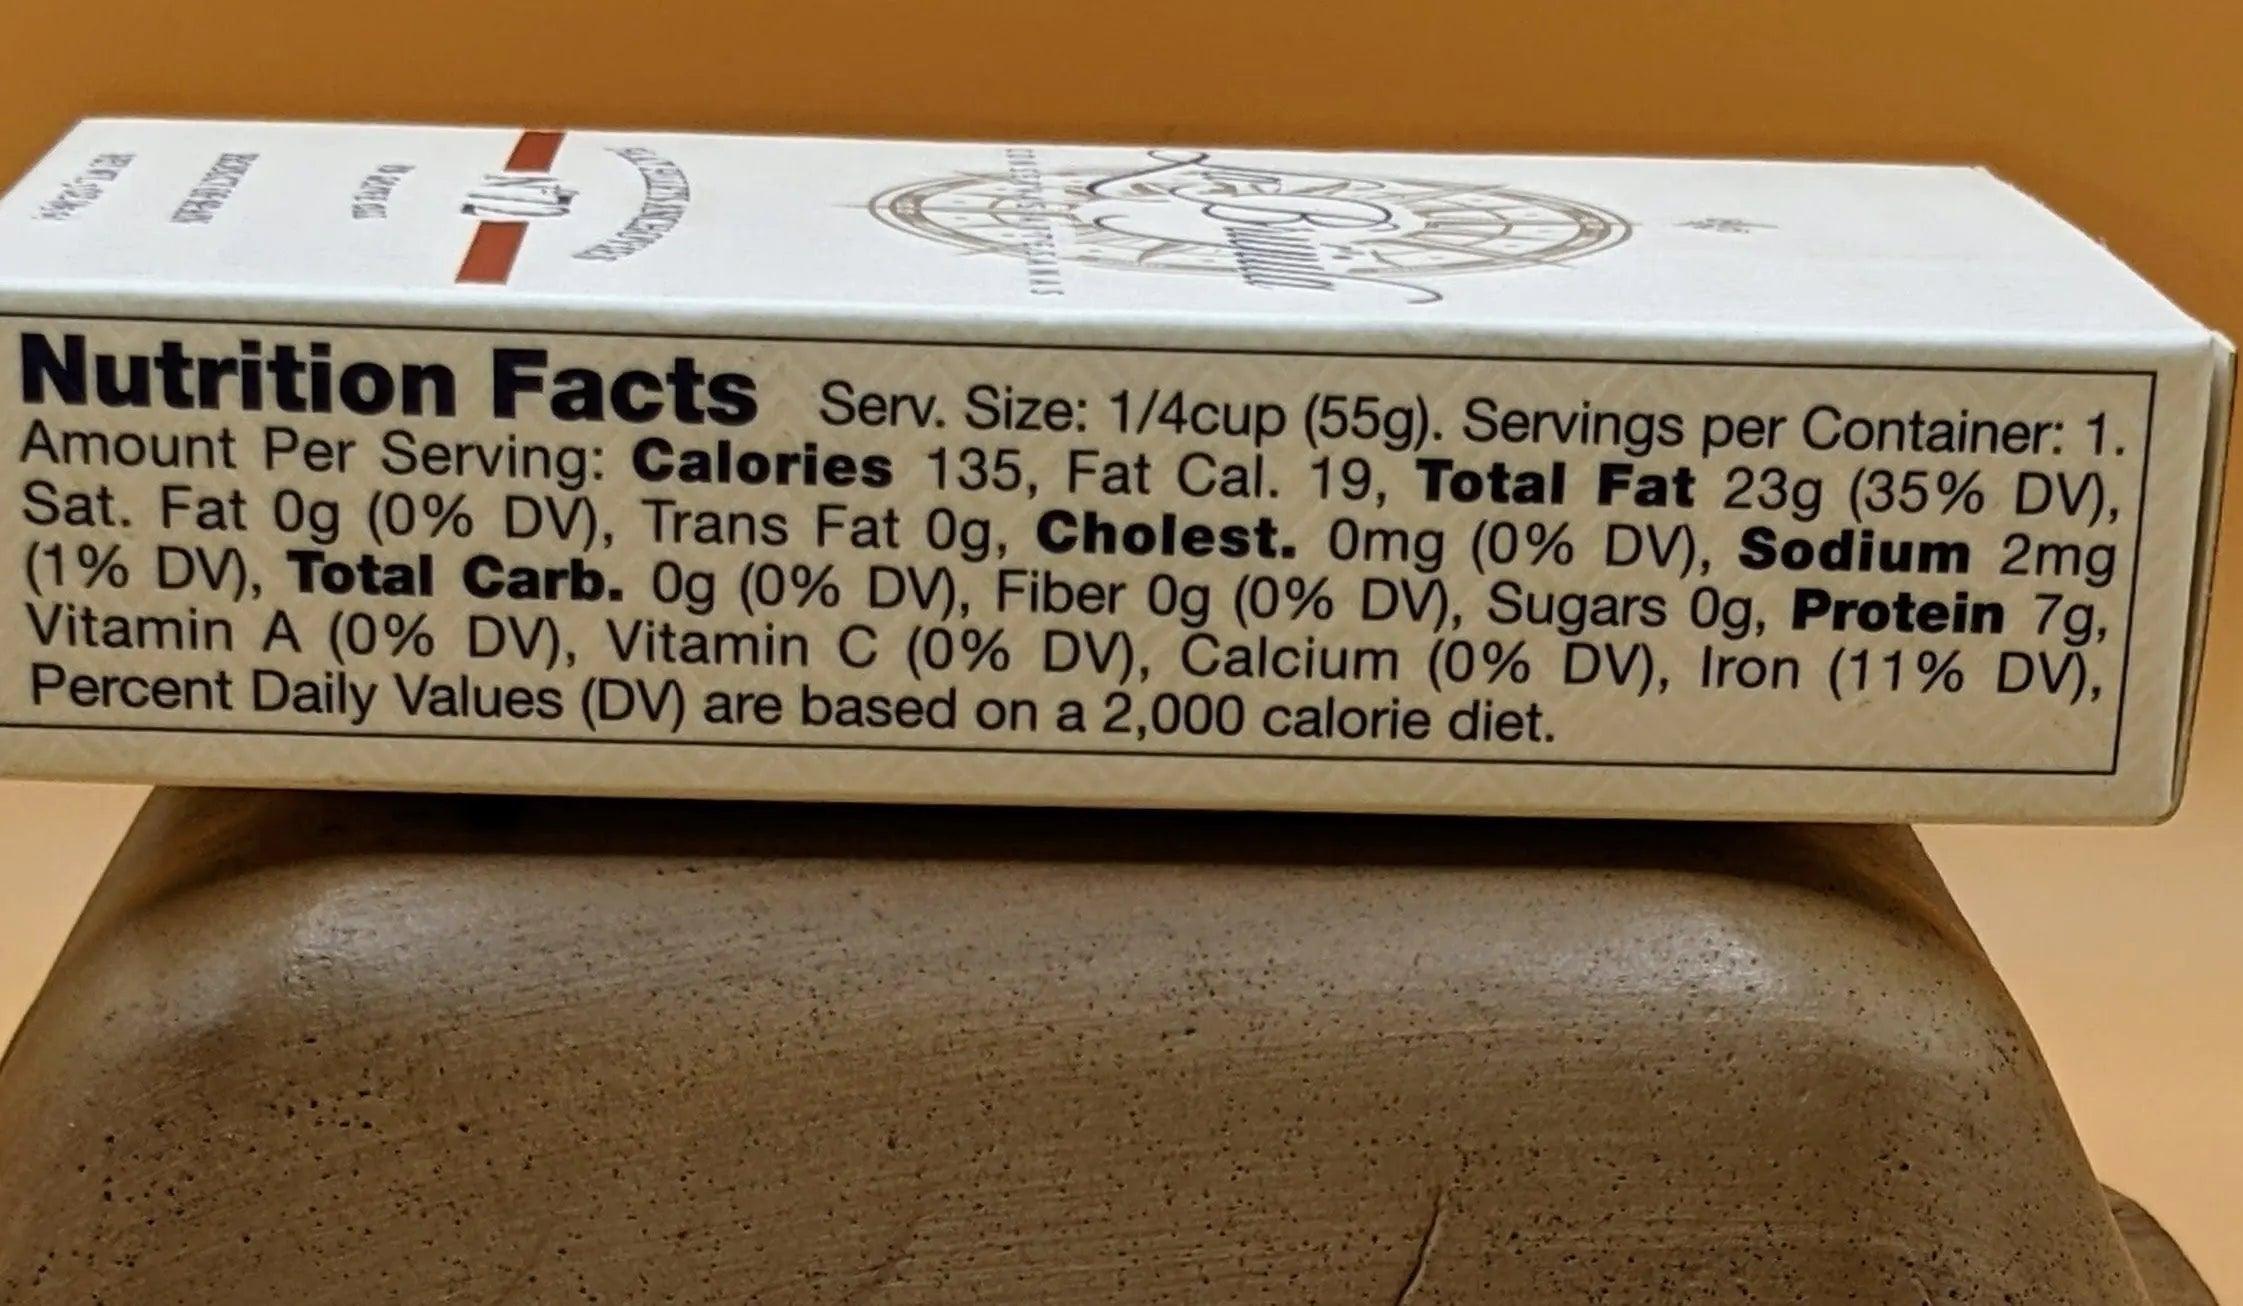 La Brújula
Nutrition Facts Serv. Size: 1/4cup (55g). Servings per Container: 1.
Amount Per Serving: Calories 135, Fat Cal. 19, Total Fat 23g (35% DV),
Sat. Fat 0g (0% DV), Trans Fat 0g, Cholest. 0mg (0% DV), Sodium 2mg
(1% DV), Total Carb. 0g (0% DV), Fiber 0g (0% DV), Sugars 0g, Protein 7g,
Vitamin A (0% DV), Vitamin C (0% DV), Calcium (0% DV), Iron (11% DV),
Percent Daily Values (DV) are based on a 2,000 calorie diet.